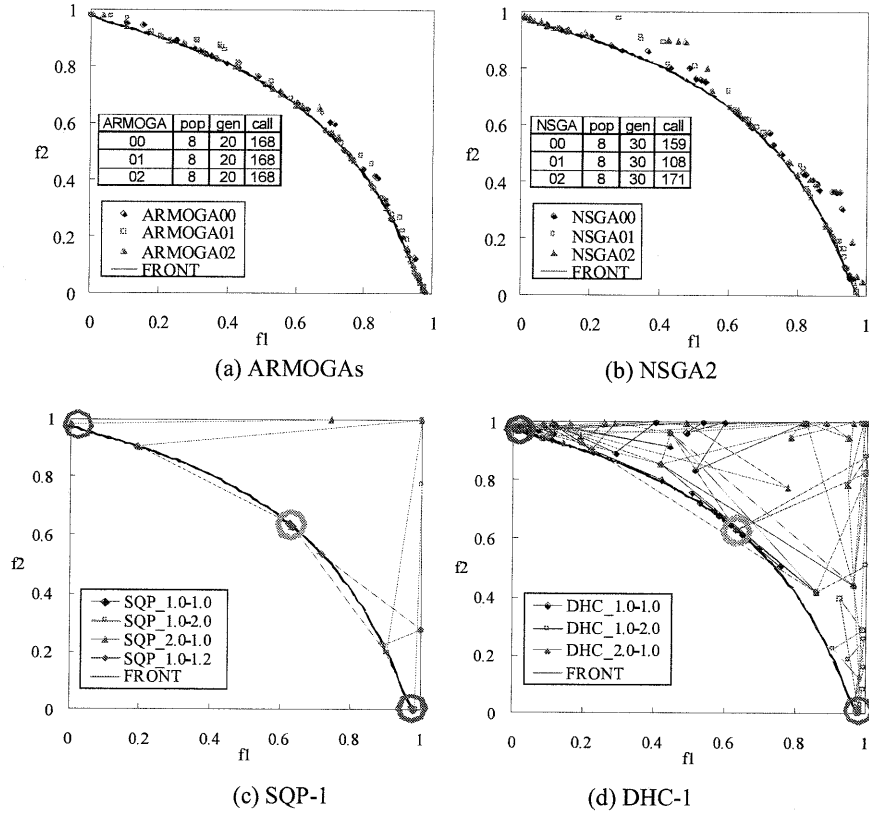 1
0.8
0.6
f2
0.4
0.2
0
ARMOGA pop gen call
00 8 20 168
01 8 20 168
02 8 20 168
ARMOGA00
ARMOGA01
ARMOGA02
FRONT
0 0.2 0.4 0.6 0.8 1
f1
(a) ARMOGAs
1
0.8
0.6
f2
0.4
0.2
0
NSGA pop gen call
00 8 30 159
01 8 30 108
02 8 30 171
NSGA00
NSGA01
NSGA02
FRONT
0 0.2 0.4 0.6 0.8 1
f1
(b) NSGA2
1
0.8
0.6
f2
0.4
0.2
0
SQP_1.0-1.0
SQP_1.0-2.0
SQP_2.0-1.0
SQP_1.0-1.2
FRONT
0 0.2 0.4 0.6 0.8 1
f1
(c) SQP-1
1
0.8
0.6
f2
0.4
0.2
0
DHC_1.0-1.0
DHC_1.0-2.0
DHC_2.0-1.0
FRONT
0 0.2 0.4 0.6 0.8 1
f1
(d) DHC-1